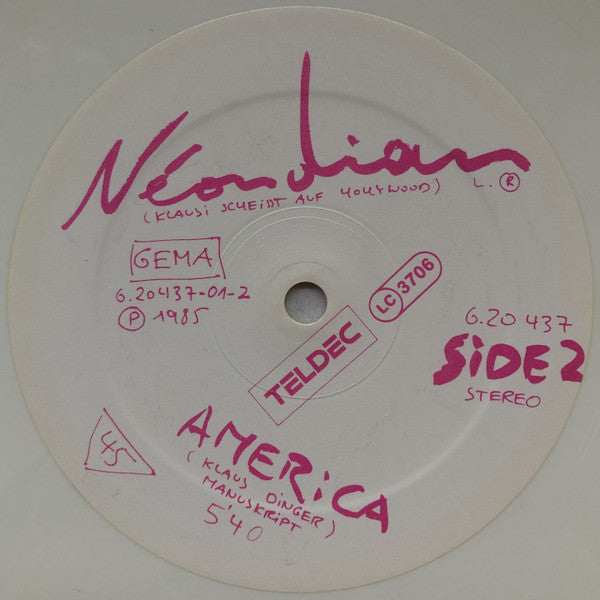 Néondian
(KLAUSI SCHEIßT AUF HOLLYWOOD) L. ®
GEMA
6.20437-01-2
℗ 1985
LC 3706
TELDEC
6.20 437
SiDE 2
STEREO
45
AMERiCA
(KLAUS DINGER)
MANUSKRIPT
5'40